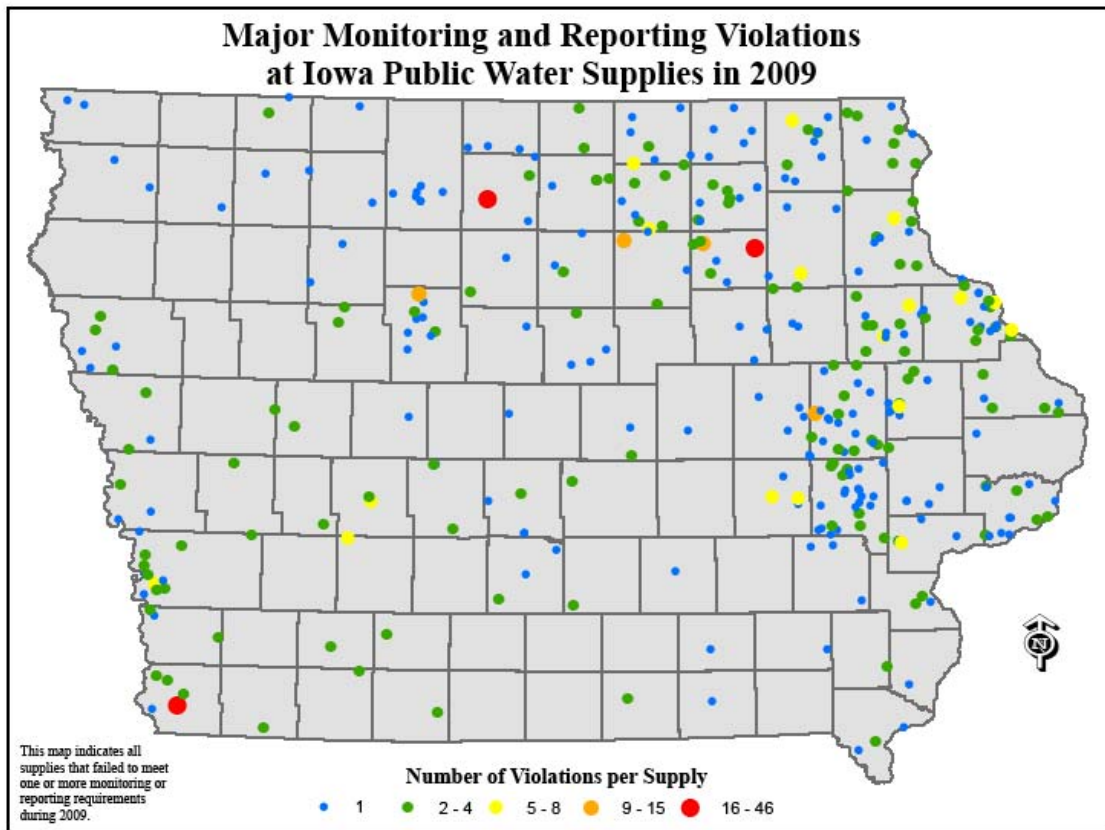 Major Monitoring and Reporting Violations
at Iowa Public Water Supplies in 2009
N
This map indicates all
supplies that failed to meet
one or more monitoring or
reporting requirements
during 2009.
Number of Violations per Supply
1 2 - 4 5 - 8 9 - 15 16 - 46